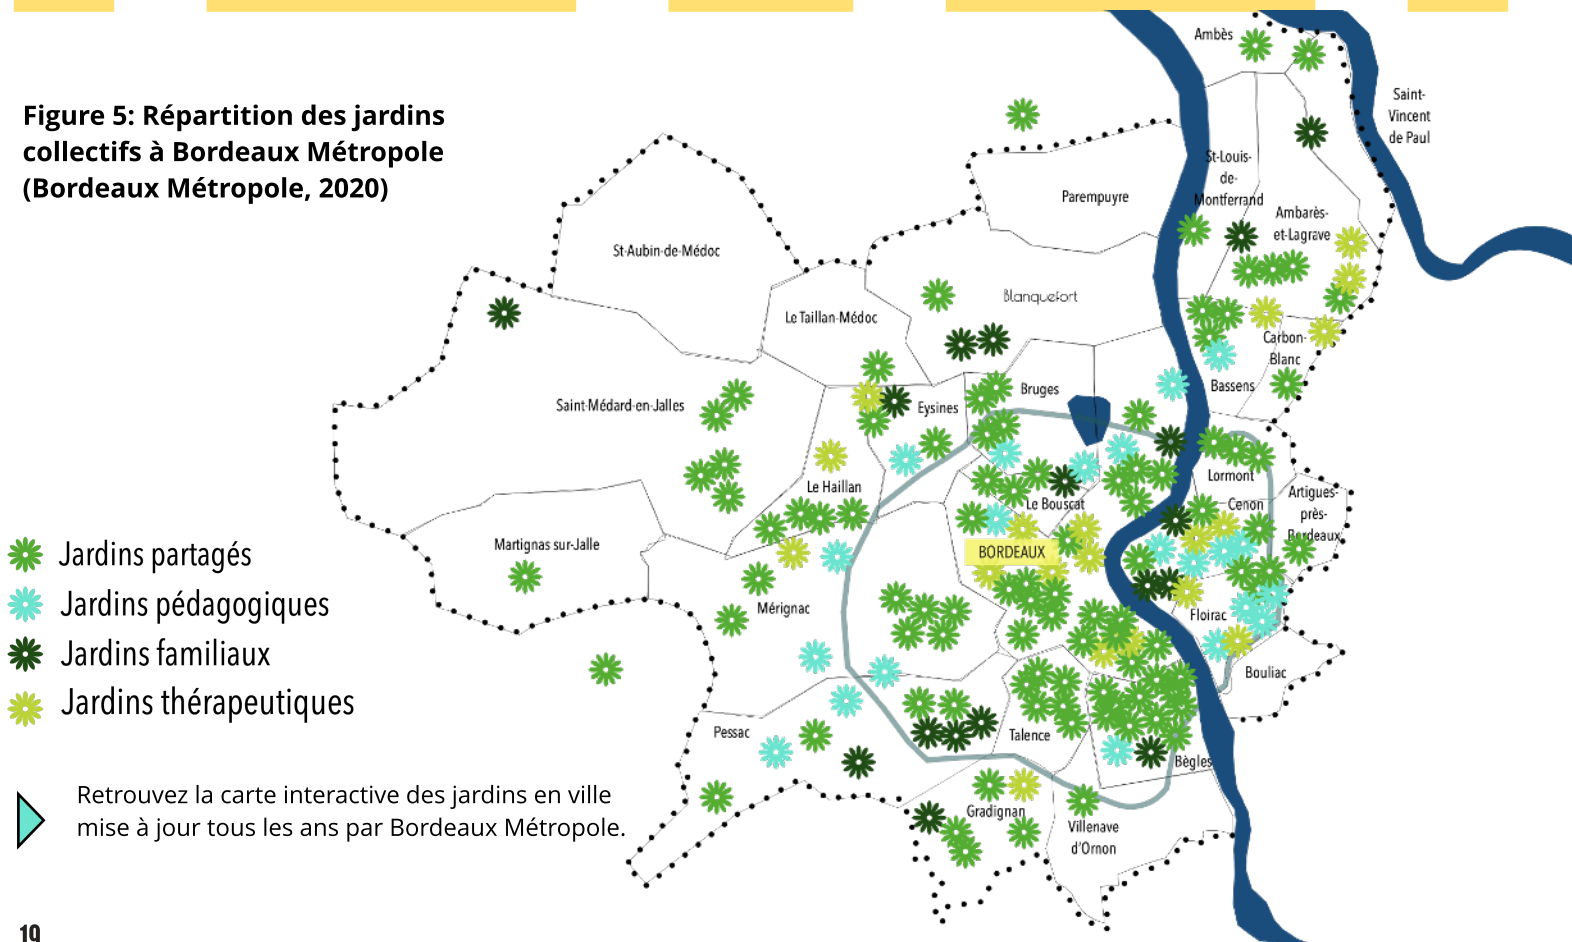 Figure 5: Répartition des jardins
collectifs à Bordeaux Métropole
(Bordeaux Métropole, 2020)
Ambès
Saint-
Vincent
de Paul
St-Louis-
de-
Montferrand
Parempuyre
Ambarès-
et-Lagrave
St-Aubin-de-Médoc
Blanquefort
Le Taillan-Médoc
Carbon-
Blanc
Bassens
Bruges
Eysines
Saint-Médard-en-Jalles
Lormont
Le Haillan
Le Bouscat
Cenon
Artigues-
près-
Bordeaux
Martignas sur-Jalle
BORDEAUX
Mérignac
Floirac
Bouliac
Pessac
Talence
Bègles
Gradignan
Villenave
d'Ornon
Jardins partagés
Jardins pédagogiques
Jardins familiaux
Jardins thérapeutiques
Retrouvez la carte interactive des jardins en ville
mise à jour tous les ans par Bordeaux Métropole.
19